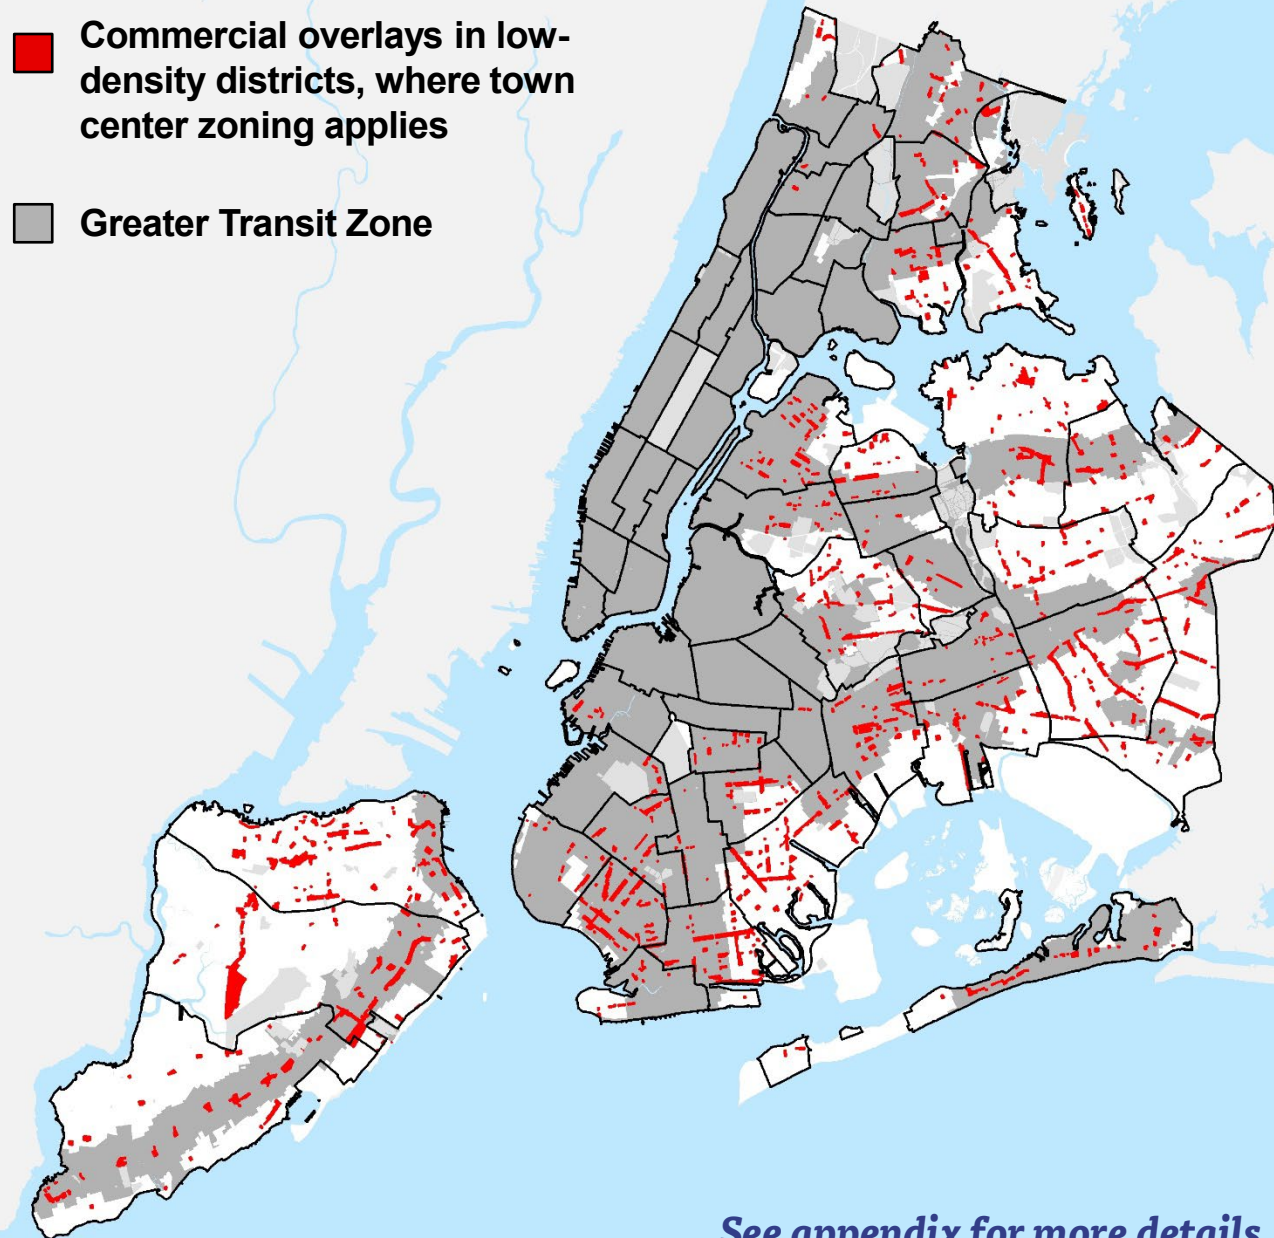 Commercial overlays in low-
density districts, where town
center zoning applies
Greater Transit Zone
See appendix for more details